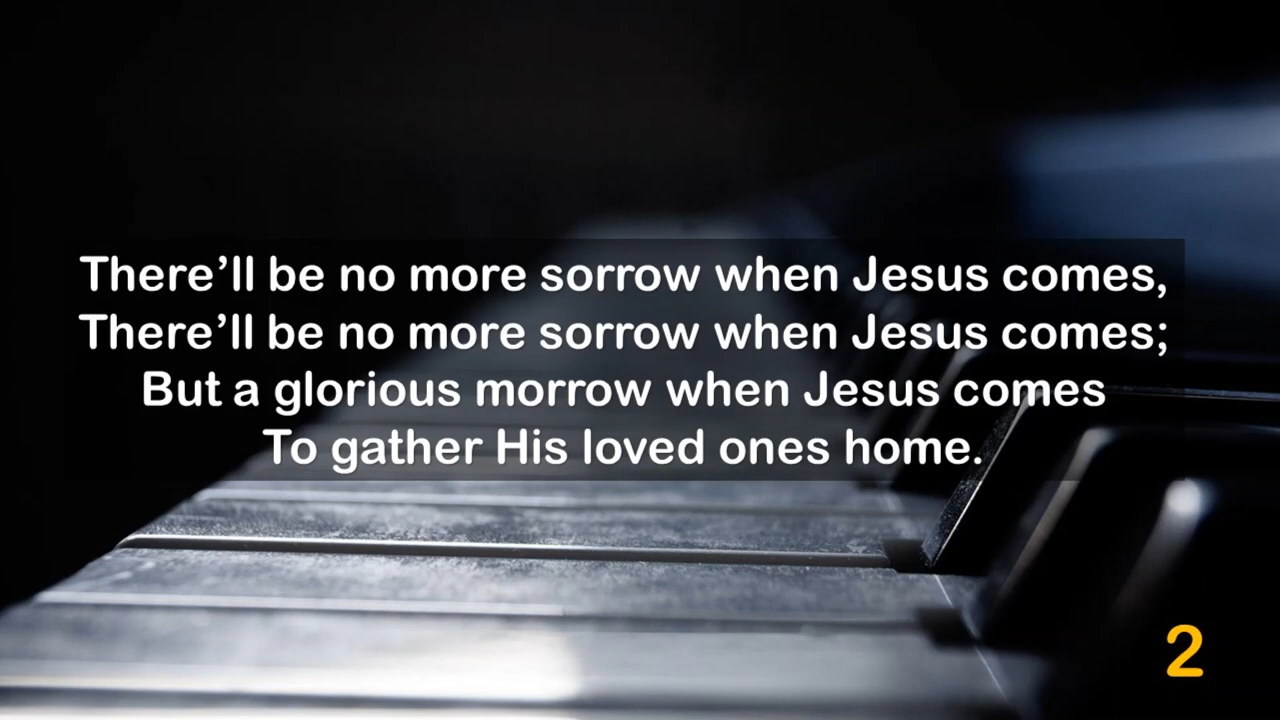 There’ll be no more sorrow when Jesus comes,
There’ll be no more sorrow when Jesus comes;
But a glorious morrow when Jesus comes
To gather His loved ones home.
2